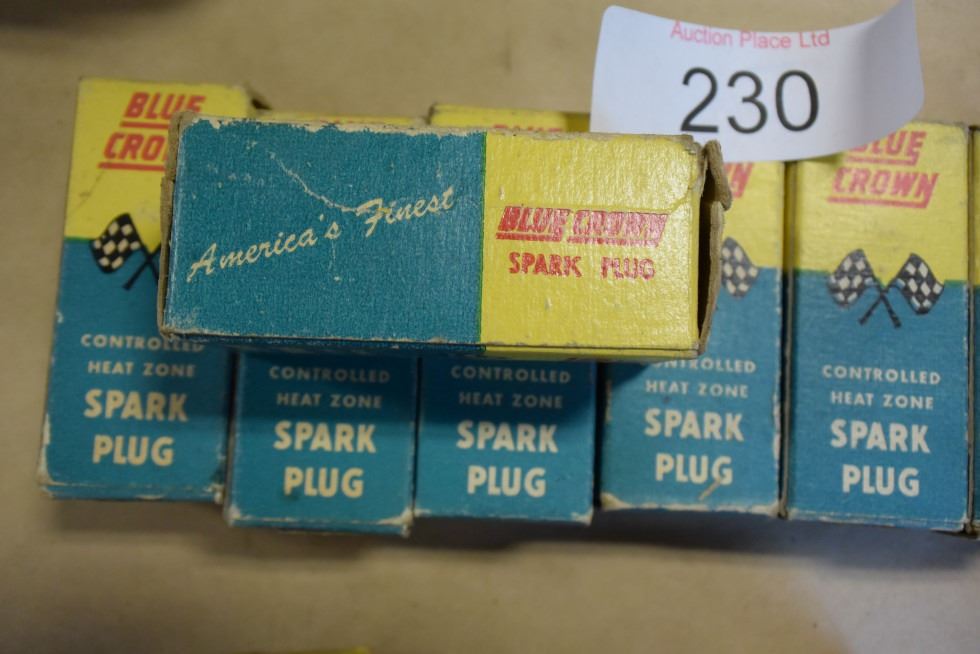 Auction Place Ltd
230
BLUE
CROWN
America's Finest
BLUE CROWN
SPARK PLUG
BLUE
CROWN
CONTROLLED
HEAT ZONE
SPARK
PLUG
CONTROLLED
HEAT ZONE
SPARK
PLUG
CONTROLLED
HEAT ZONE
SPARK
PLUG
CONTROLLED
HEAT ZONE
SPARK
PLUG
CONTROLLED
HEAT ZONE
SPARK
PLUG